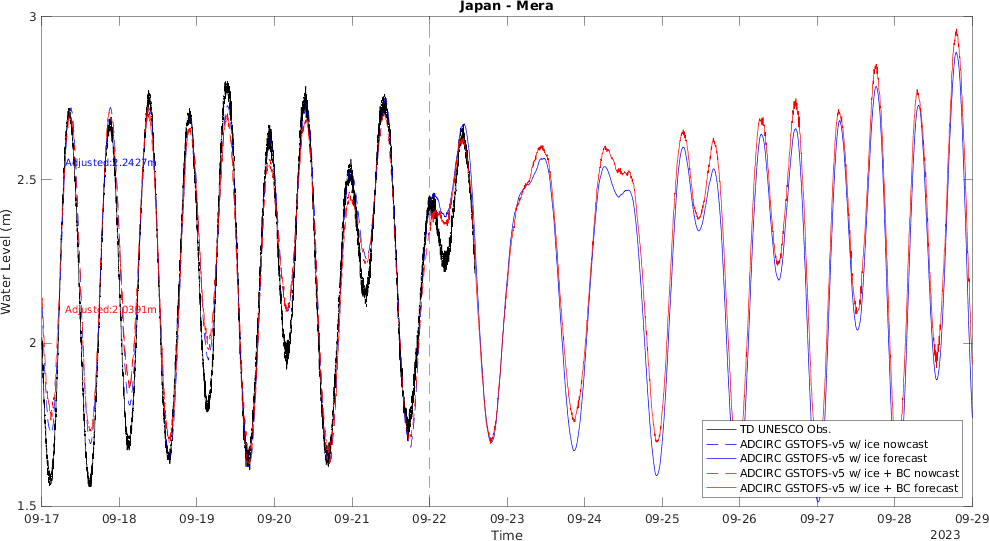 Japan - Mera
Water Level (m)
3
2.5
2
1.5
Adjusted:2.2427m
Adjusted:2.0391m
TD UNESCO Obs.
ADCIRC GSTOFS-v5 w/ ice nowcast
ADCIRC GSTOFS-v5 w/ ice forecast
ADCIRC GSTOFS-v5 w/ ice + BC nowcast
ADCIRC GSTOFS-v5 w/ ice + BC forecast
09-17 09-18 09-19 09-20 09-21 09-22 09-23 09-24 09-25 09-26 09-27 09-28 09-29
Time
2023